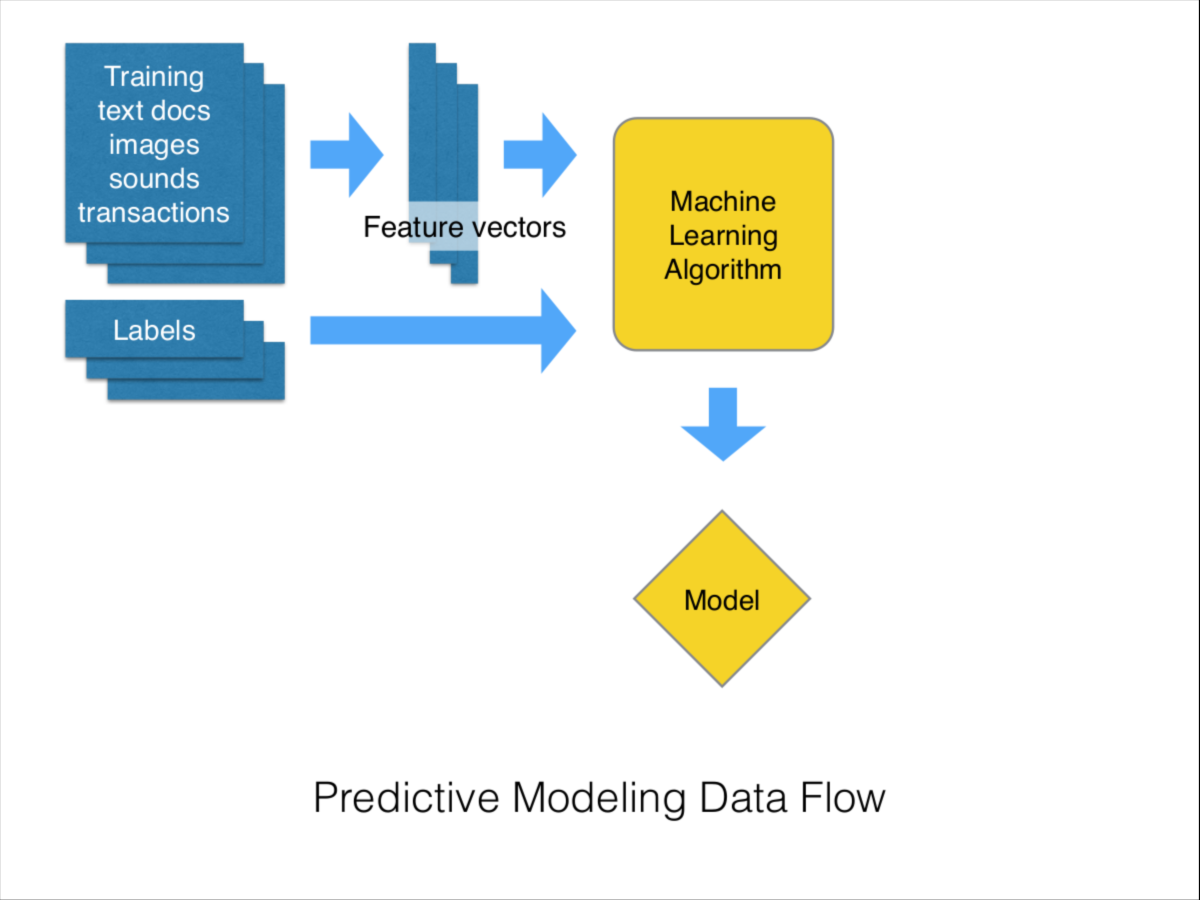 Training
text docs
images
sounds
transactions
Feature vectors
Labels
Machine
Learning
Algorithm
Model
Predictive Modeling Data Flow